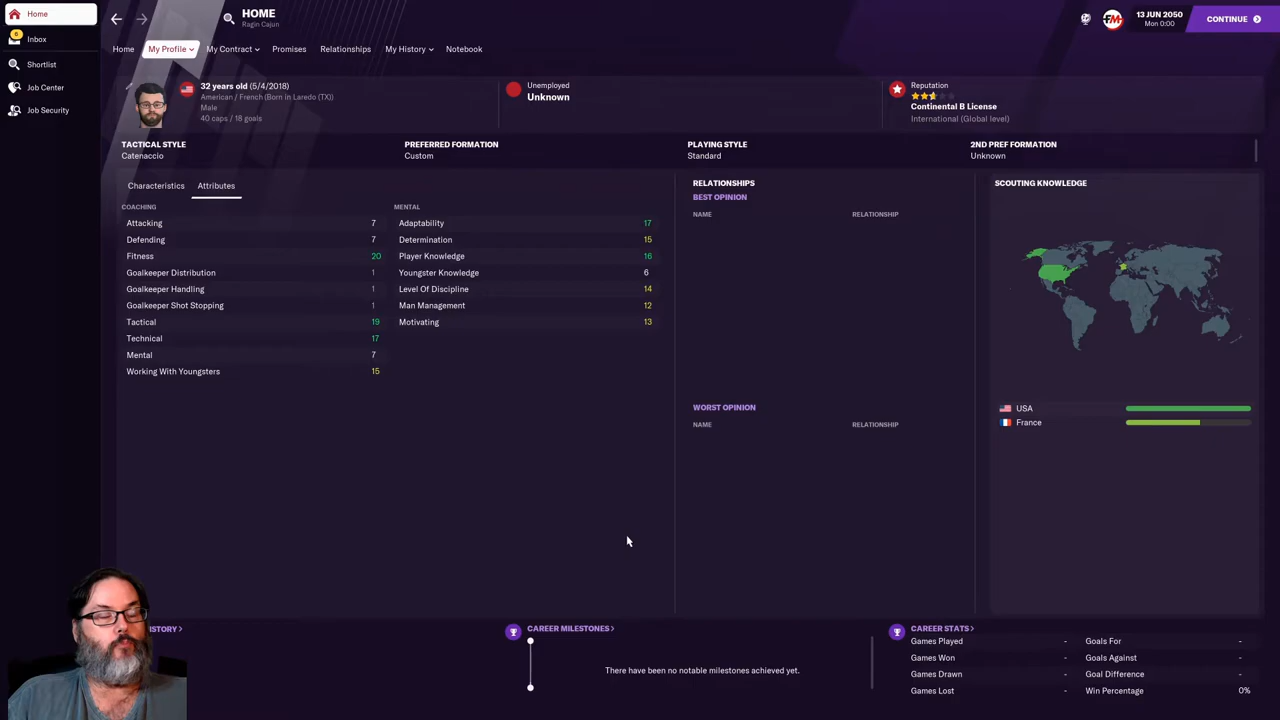 Home
Inbox
6
Shortlist
Job Center
Job Security
HOME
Ragin Cajun
FM
13 JUN 2050
Mon 0:00
CONTINUE
Home
My Profile
My Contract
Promises
Relationships
My History
Notebook
32 years old (5/4/2018)
American / French (Born in Laredo (TX))
Male
40 caps / 18 goals
Unemployed
Unknown
Reputation
Continental B License
International (Global level)
TACTICAL STYLE
Catenaccio
PREFERRED FORMATION
Custom
PLAYING STYLE
Standard
2ND PREF FORMATION
Unknown
Characteristics
Attributes
COACHING
Attacking 7
Defending 7
Fitness 20
Goalkeeper Distribution 1
Goalkeeper Handling 1
Goalkeeper Shot Stopping 1
Tactical 19
Technical 17
Mental 7
Working With Youngsters 15
MENTAL
Adaptability 17
Determination 15
Player Knowledge 16
Youngster Knowledge 6
Level Of Discipline 14
Man Management 12
Motivating 13
RELATIONSHIPS
BEST OPINION
NAME RELATIONSHIP
WORST OPINION
NAME RELATIONSHIP
SCOUTING KNOWLEDGE
USA
France
ISTORY >
CAREER MILESTONES >
There have been no notable milestones achieved yet.
CAREER STATS >
Games Played - Goals For -
Games Won - Goals Against -
Games Drawn - Goal Difference -
Games Lost - Win Percentage 0%